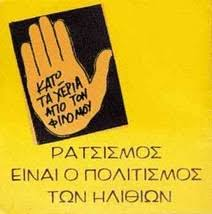 ΚΑΤΩ
ΤΑ ΧΕΡΙΑ
ΑΠΟ ΤΟΝ
ΦΙΛΟ ΜΟΥ
ΡΑΤΣΙΣΜΟΣ
ΕΙΝΑΙ Ο ΠΟΛΙΤΙΣΜΟΣ
ΤΩΝ ΗΛΙΘΙΩΝ